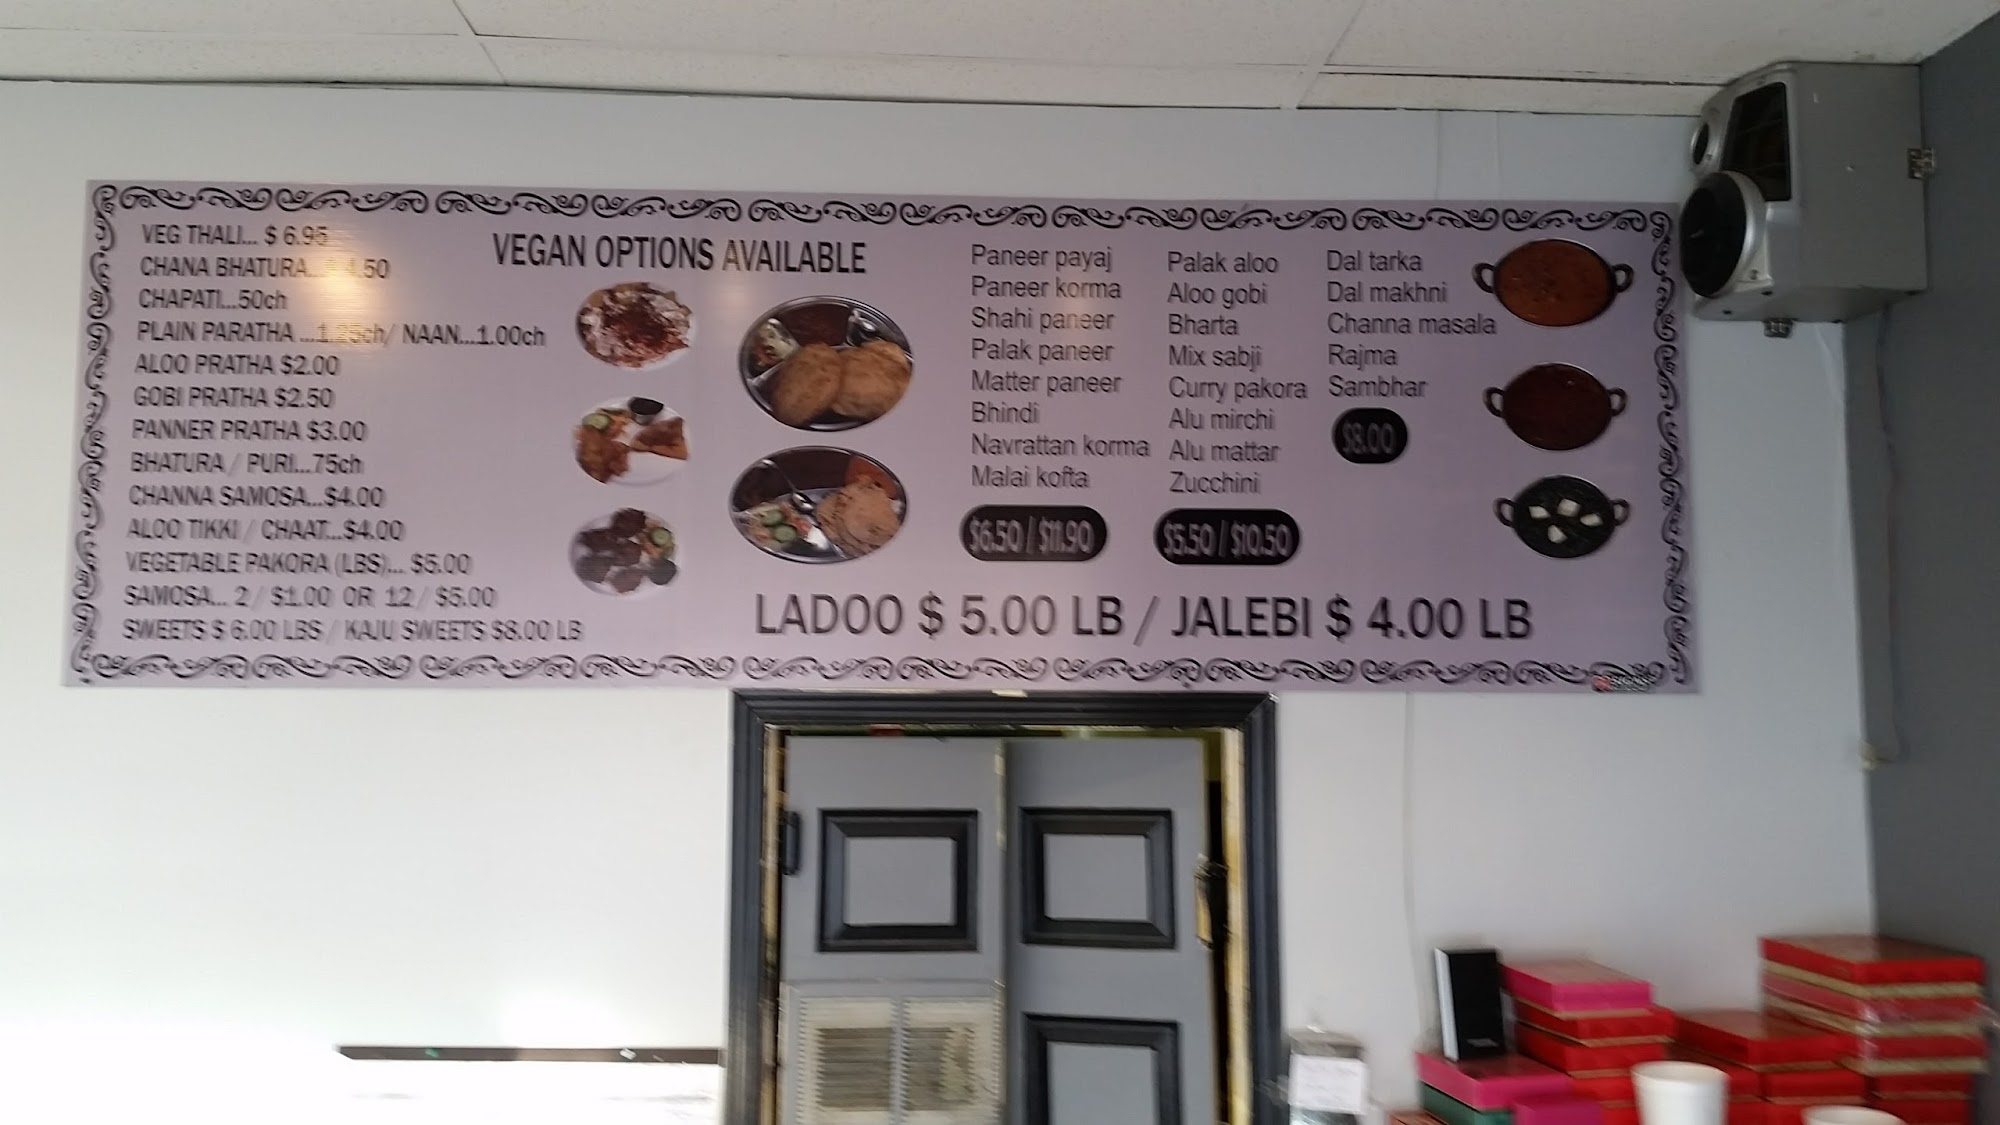 VEG THALI... $ 6.95
CHANA BHATURA...$ 4.50
CHAPATI...50ch
PLAIN PARATHA ...1.25ch/ NAAN...1.00ch
ALOO PRATHA $2.00
GOBI PRATHA $2.50
PANNER PRATHA $3.00
BHATURA / PURI...75ch
CHANNA SAMOSA...$4.00
ALOO TIKKI / CHAAT...$4.00
VEGETABLE PAKORA (LBS)... $5.00
SAMOSA... 2 / $1.00 OR 12 / $5.00
SWEETS $ 6.00 LBS / KAJU SWEETS $8.00 LB
VEGAN OPTIONS AVAILABLE
Paneer payaj
Paneer korma
Shahi paneer
Palak paneer
Matter paneer
Bhindi
Navrattan korma
Malai kofta
$6.50 / $11.90
Palak aloo
Aloo gobi
Bharta
Mix sabji
Curry pakora
Alu mirchi
Alu mattar
Zucchini
$5.50 / $10.50
Dal tarka
Dal makhni
Channa masala
Rajma
Sambhar
$8.00
LADOO $ 5.00 LB / JALEBI $ 4.00 LB